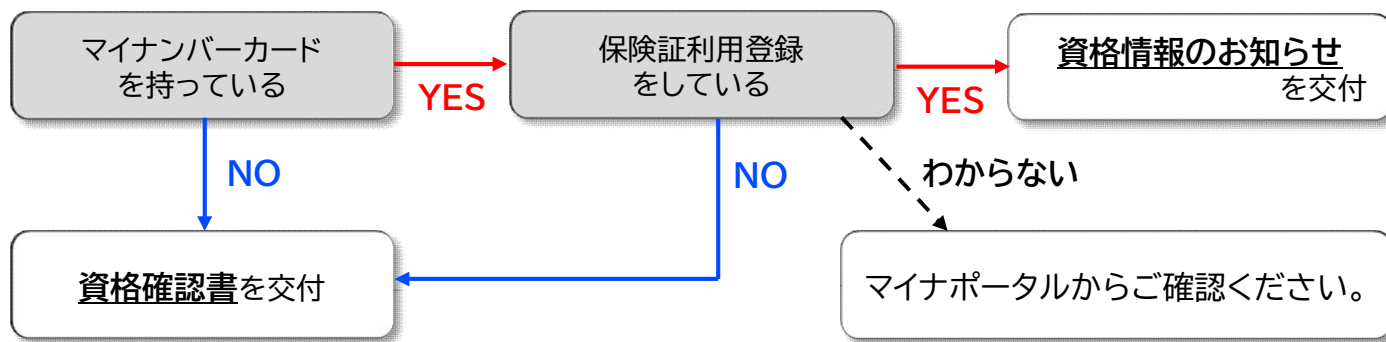 マイナンバーカード
を持っている
YES
保険証利用登録
をしている
YES
資格情報のお知らせ
を交付
NO
NO
わからない
資格確認書を交付
マイナポータルからご確認ください。